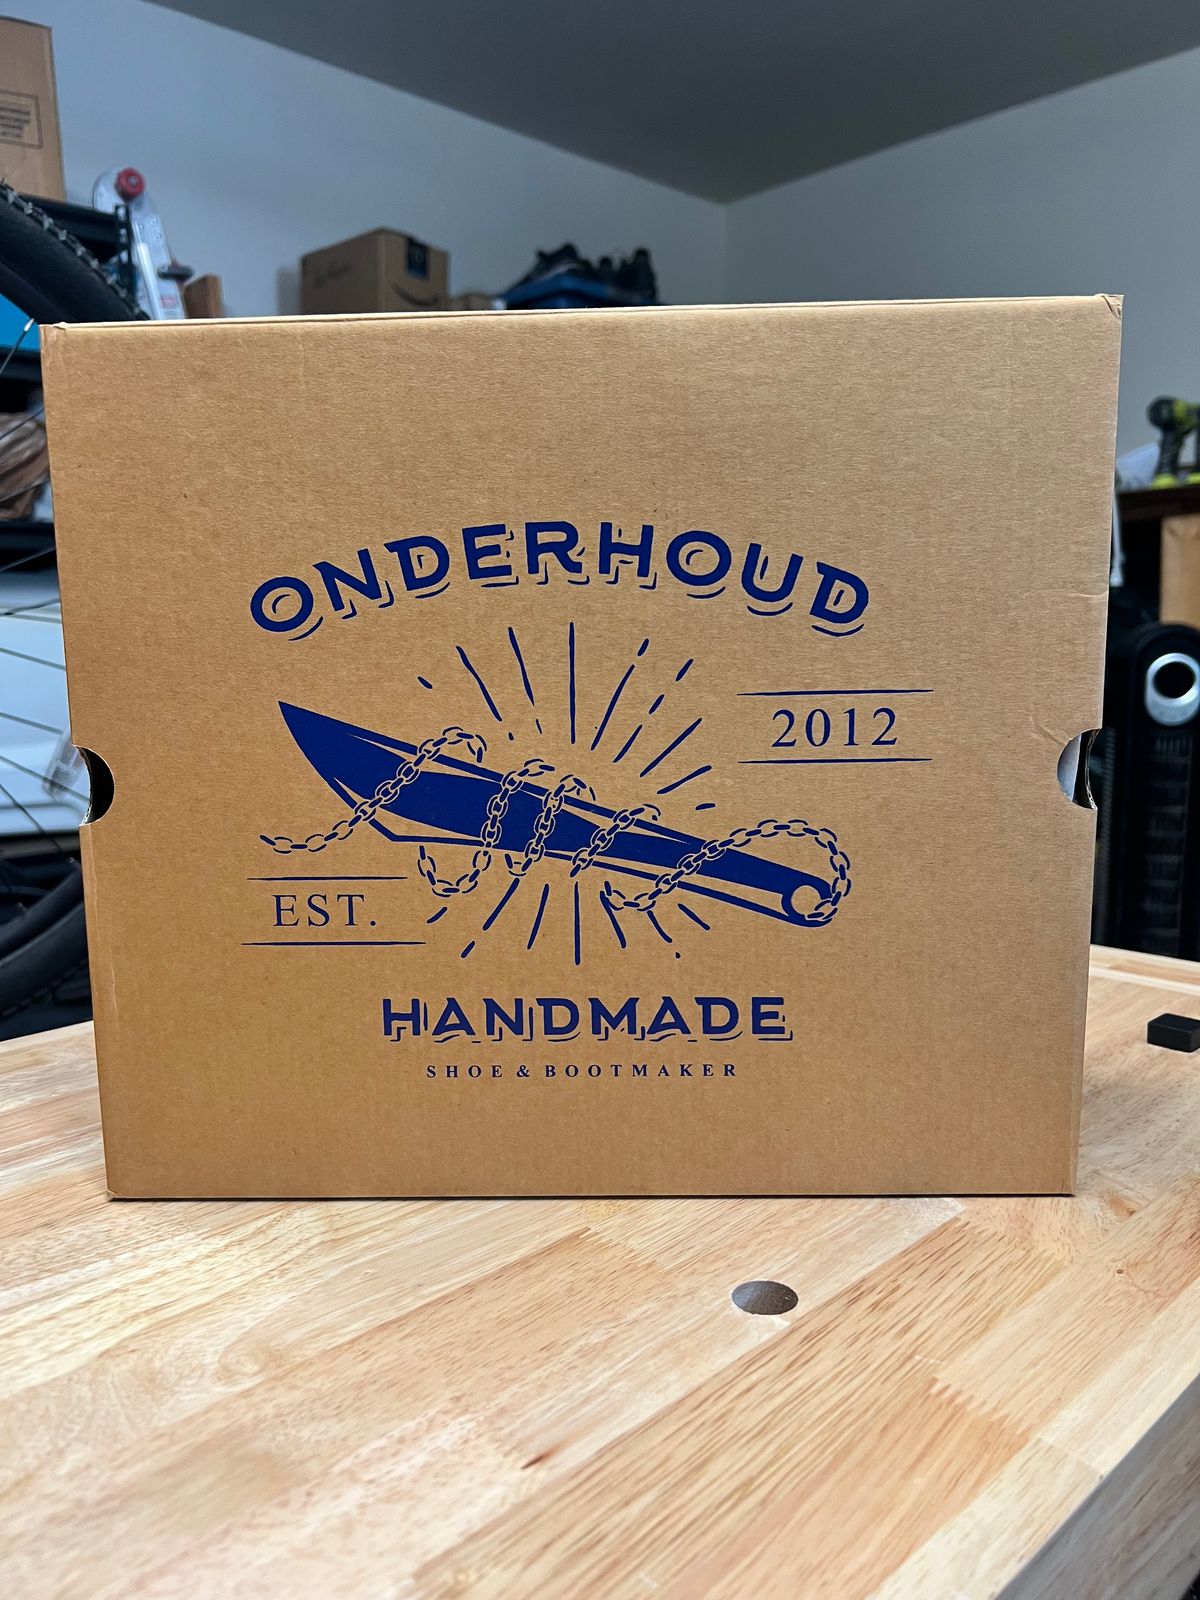 ONDERHOUD
2012
EST.
HANDMADE
SHOE & BOOTMAKER